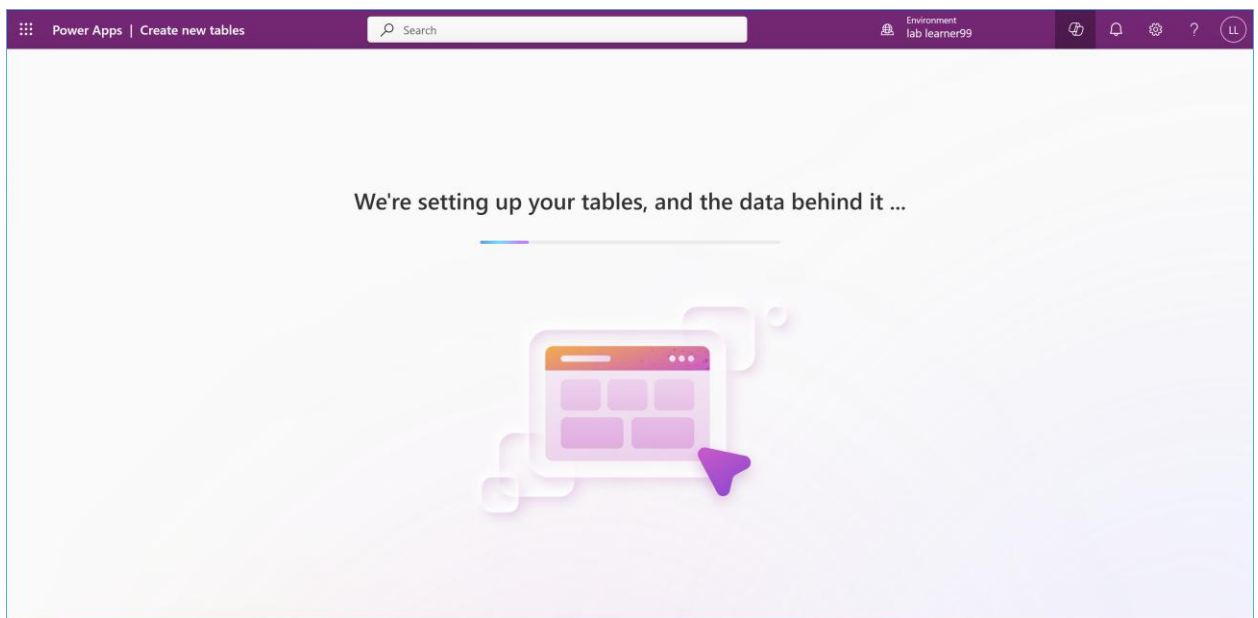 Power Apps | Create new tables
Search
Environment
lab learner99
?
LL
We're setting up your tables, and the data behind it ...